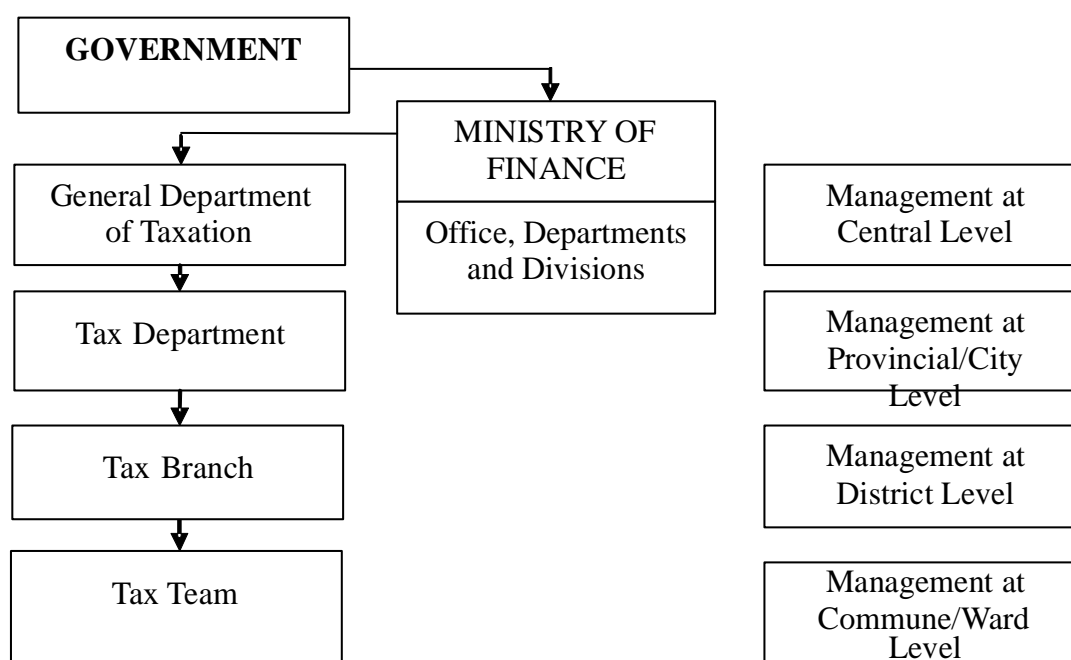 GOVERNMENT
MINISTRY OF
FINANCE
General Department
of Taxation
Office, Departments
and Divisions
Management at
Central Level
Tax Department
Management at
Provincial/City
Level
Tax Branch
Management at
District Level
Tax Team
Management at
Commune/Ward
Level